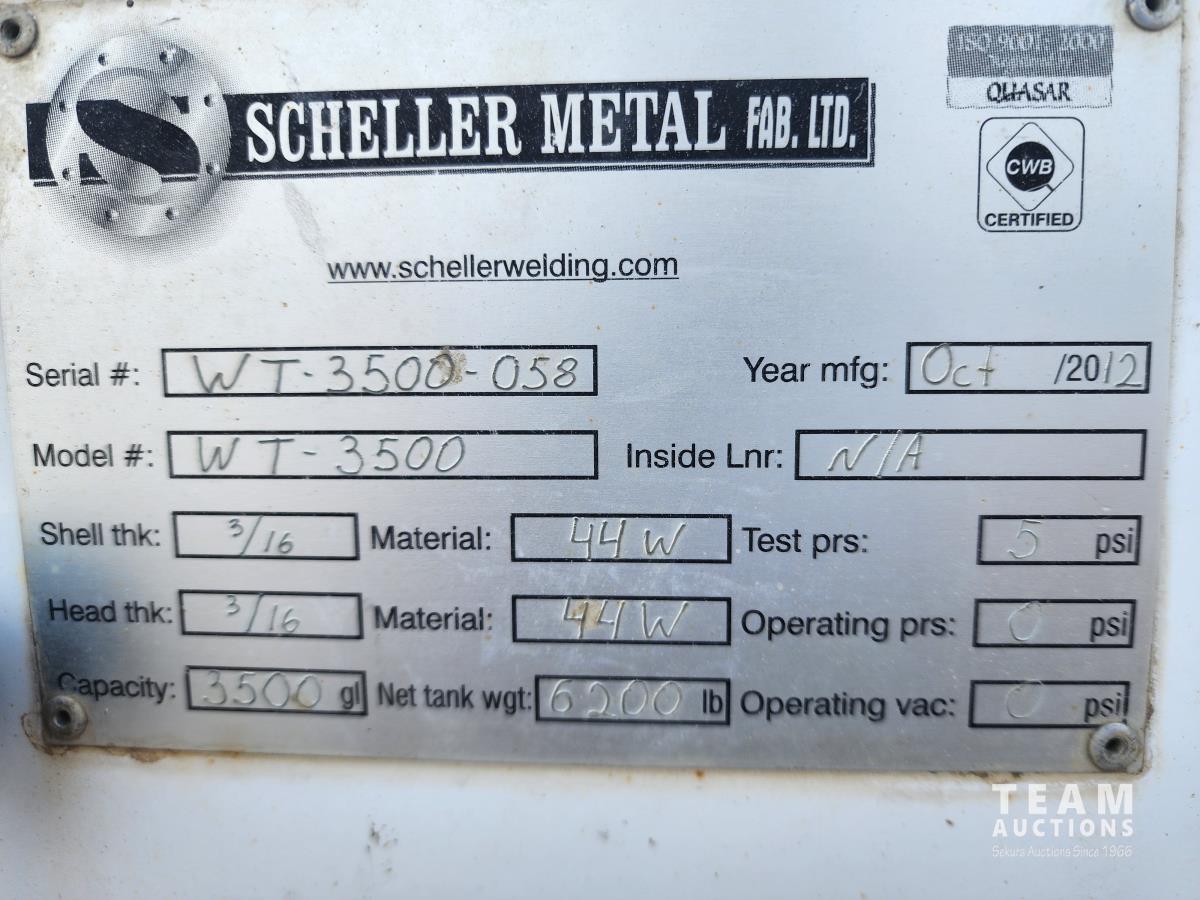 ISO 9001: 2000
QUASAR
S SCHELLER METAL FAB. LTD.
CWB
CERTIFIED
www.schellerwelding.com
Serial #: WT-3500-058 Year mfg: Oct /2012
Model #: WT-3500 Inside Lnr: N/A
Shell thk: 3/16 Material: 44W Test prs: 5 psi
Head thk: 3/16 Material: 44W Operating prs: 0 psi
Capacity: 3500 gl Net tank wgt: 6200 lb Operating vac: 0 psi
TEAM
AUCTIONS
Sekura Auctions Since 1966